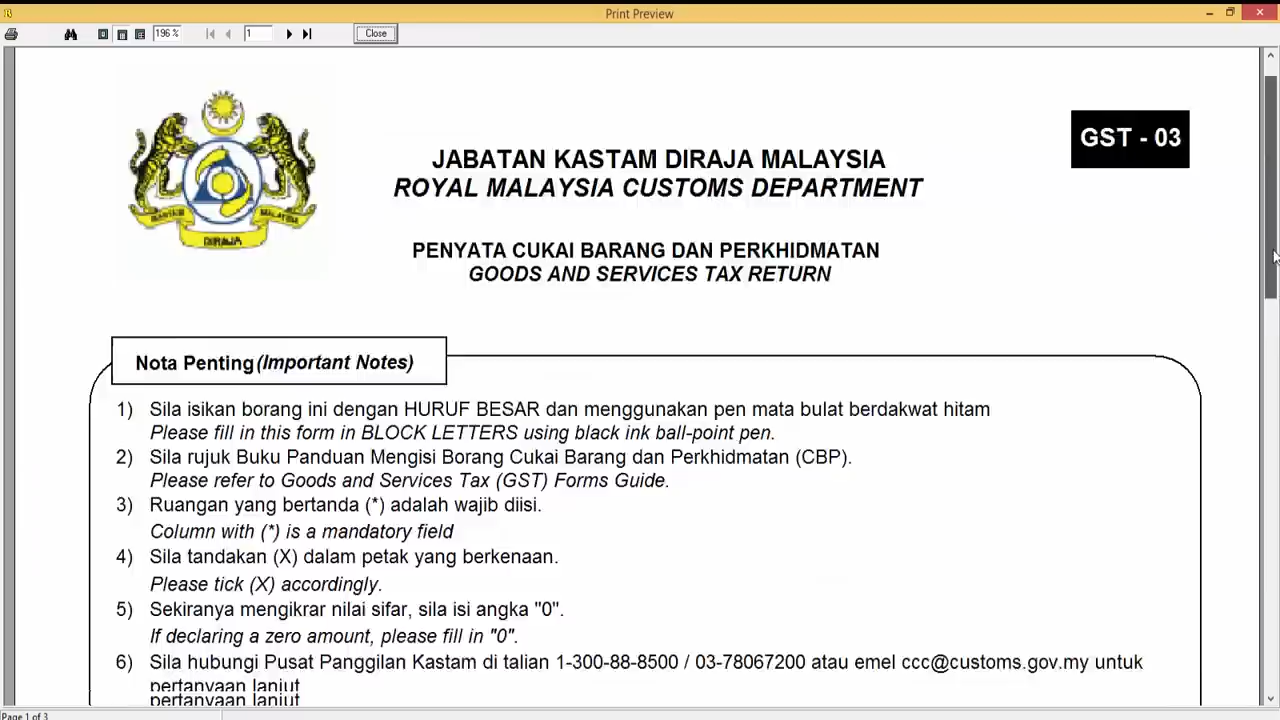 Print Preview
196 %
1
Close
GST - 03
JABATAN KASTAM DIRAJA MALAYSIA
ROYAL MALAYSIA CUSTOMS DEPARTMENT
DIRAJA
PENYATA CUKAI BARANG DAN PERKHIDMATAN
GOODS AND SERVICES TAX RETURN
Nota Penting (Important Notes)
1) Sila isikan borang ini dengan HURUF BESAR dan menggunakan pen mata bulat berdakwat hitam
Please fill in this form in BLOCK LETTERS using black ink ball-point pen.
2) Sila rujuk Buku Panduan Mengisi Borang Cukai Barang dan Perkhidmatan (CBP).
Please refer to Goods and Services Tax (GST) Forms Guide.
3) Ruangan yang bertanda (*) adalah wajib diisi.
Column with (*) is a mandatory field
4) Sila tandakan (X) dalam petak yang berkenaan.
Please tick (X) accordingly.
5) Sekiranya mengikrar nilai sifar, sila isi angka "0".
If declaring a zero amount, please fill in "0".
6) Sila hubungi Pusat Panggilan Kastam di talian 1-300-88-8500 / 03-78067200 atau emel ccc@customs.gov.my untuk
pertanyaan lanjut
pertanyaan lanjut
Page 1 of 3